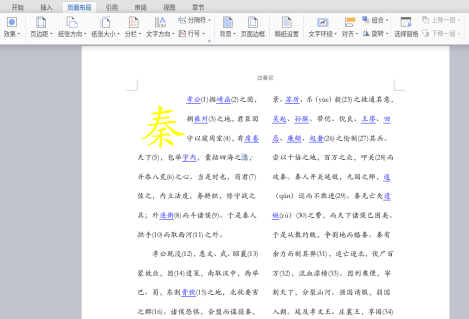 开始 插入 页面布局 引用 审阅 视图 章节
分隔符 组合 上移一层
效果 页边距 纸张方向 纸张大小 分栏 文字方向 行号 背景 页面边框 稿纸设置 文字环绕 对齐 旋转 选择窗格 下移一层
过秦论
秦
孝公(1)据崤函(2)之固,
拥雍州(3)之地,君臣固
守以窥周室(4),有席卷
天下(5),包举宇内,囊括四海之意,
并吞八荒(6)之心。当是时也,商君(7)
佐之,内立法度,务耕织,修守战之
具;外连衡(8)而斗诸侯(9)。于是秦人
拱手(10)而取西河(11)之外。
孝公既没(12),惠文、武、昭襄(13)
蒙故业,因(14)遗策,南取汉中,西举
巴、蜀,东割膏腴(15)之地,北收要害
之郡(16)。诸侯恐惧,会盟而谋弱秦,
景、苏厉、乐(yùe)毅(25)之徒通其意,
吴起、孙膑、带佗、倪良、王廖、田
忌、廉颇、赵奢(26)之伦制(27)其兵。
尝以十倍之地,百万之众,叩关(28)而
攻秦。秦人开关延敌,九国之师,逡
(qūn)巡而不敢进(29)。秦无亡矢遗
镞(zú)(30)之费,而天下诸侯已困矣。
于是从散约败,争割地而赂秦。秦有
余力而制其弊(31),追亡逐北,伏尸百
万(32),流血漂橹(33)。因利乘便,宰
割天下,分裂山河。强国请服,弱国
入朝。延及孝文王、庄襄王,享国(34)